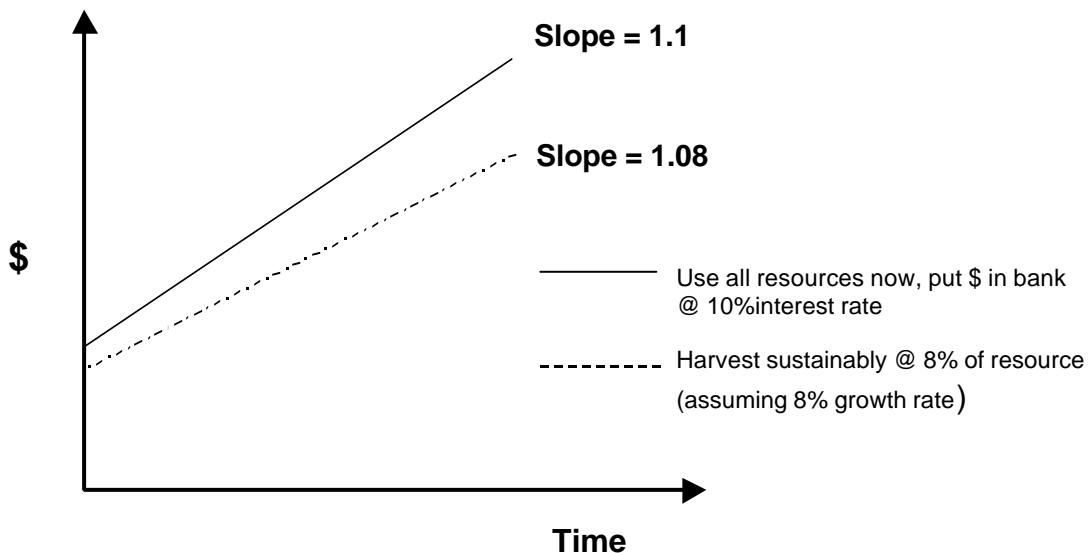 Slope = 1.1
Slope = 1.08
$
Use all resources now, put $ in bank
@ 10%interest rate
Harvest sustainably @ 8% of resource
(assuming 8% growth rate)
Time